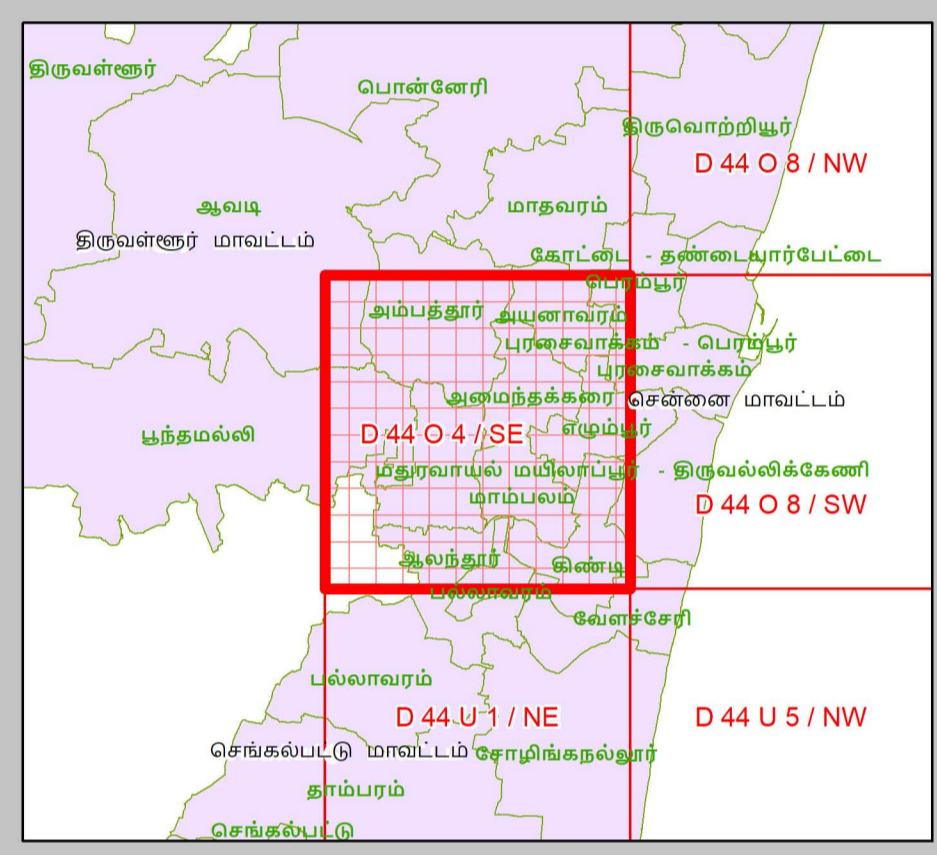 திருவள்ளூர்
பொன்னேரி
திருவொற்றியூர்
D 44 O 8 / NW
ஆவடி
மாதவரம்
திருவள்ளூர் மாவட்டம்
கோட்டை - தண்டையார்பேட்டை
பெரம்பூர்
அம்பத்தூர்
அயனாவரம்
புரசைவாக்கம் - பெரம்பூர்
புரசைவாக்கம்
அமைந்தக்கரை
சென்னை மாவட்டம்
பூந்தமல்லி
D 44 O 4 / SE
எழும்பூர்
மதுரவாயல்
மயிலாப்பூர் - திருவல்லிக்கேணி
மாம்பலம்
D 44 O 8 / SW
ஆலந்தூர்
கிண்டி
பல்லாவரம்
வேளச்சேரி
பல்லாவரம்
D 44 U 1 / NE
D 44 U 5 / NW
செங்கல்பட்டு மாவட்டம்
சோழிங்கநல்லூர்
தாம்பரம்
செங்கல்பட்டு